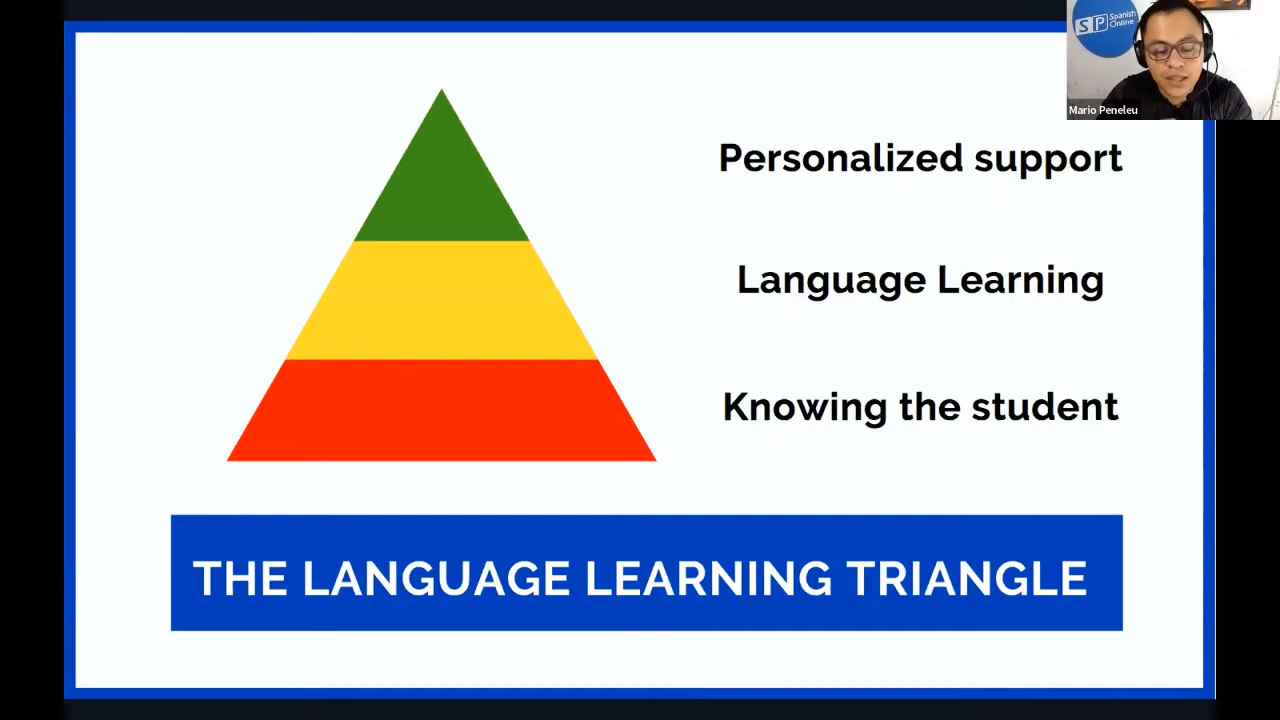 SP Spanish
Online
Mario Peneleu
Personalized support
Language Learning
Knowing the student
THE LANGUAGE LEARNING TRIANGLE